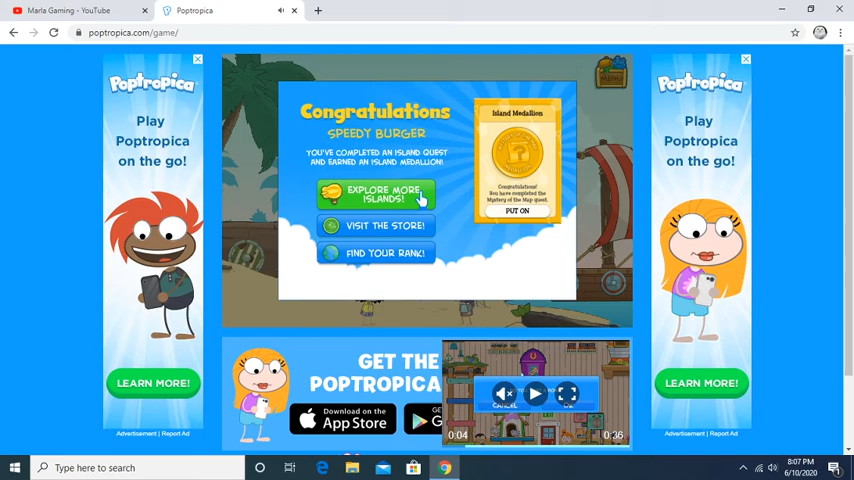 Marla Gaming - YouTube
Poptropica
poptropica.com/game/
Poptropica
Play
Poptropica
on the go!
LEARN MORE!
Advertisement | Report Ad
MENU
Congratulations
SPEEDY BURGER
YOU'VE COMPLETED AN ISLAND QUEST
AND EARNED AN ISLAND MEDALLION!
EXPLORE MORE
ISLANDS!
VISIT THE STORE!
FIND YOUR RANK!
Island Medallion
Congratulations!
You have completed the
Mystery of the Map quest.
PUT ON
GET THE
POPTROPICA
Download on the
App Store
GET
G
CANCEL
0:04
0:36
Poptropica
Play
Poptropica
on the go!
LEARN MORE!
Advertisement | Report Ad
Type here to search
8:07 PM
6/10/2020